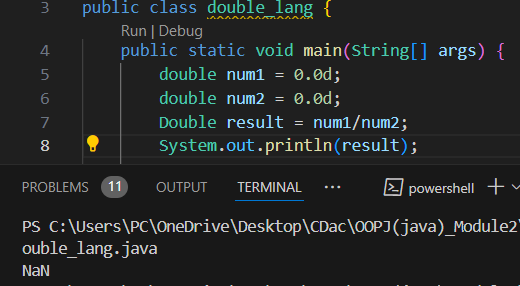 3 public class double_lang {
Run | Debug
4 public static void main(String[] args) {
5 double num1 = 0.0d;
6 double num2 = 0.0d;
7 Double result = num1/num2;
8 System.out.println(result);
PROBLEMS 11 OUTPUT TERMINAL ··· powershell
PS C:\Users\PC\OneDrive\Desktop\CDac\OOPJ(java)_Module2\
ouble_lang.java
NaN